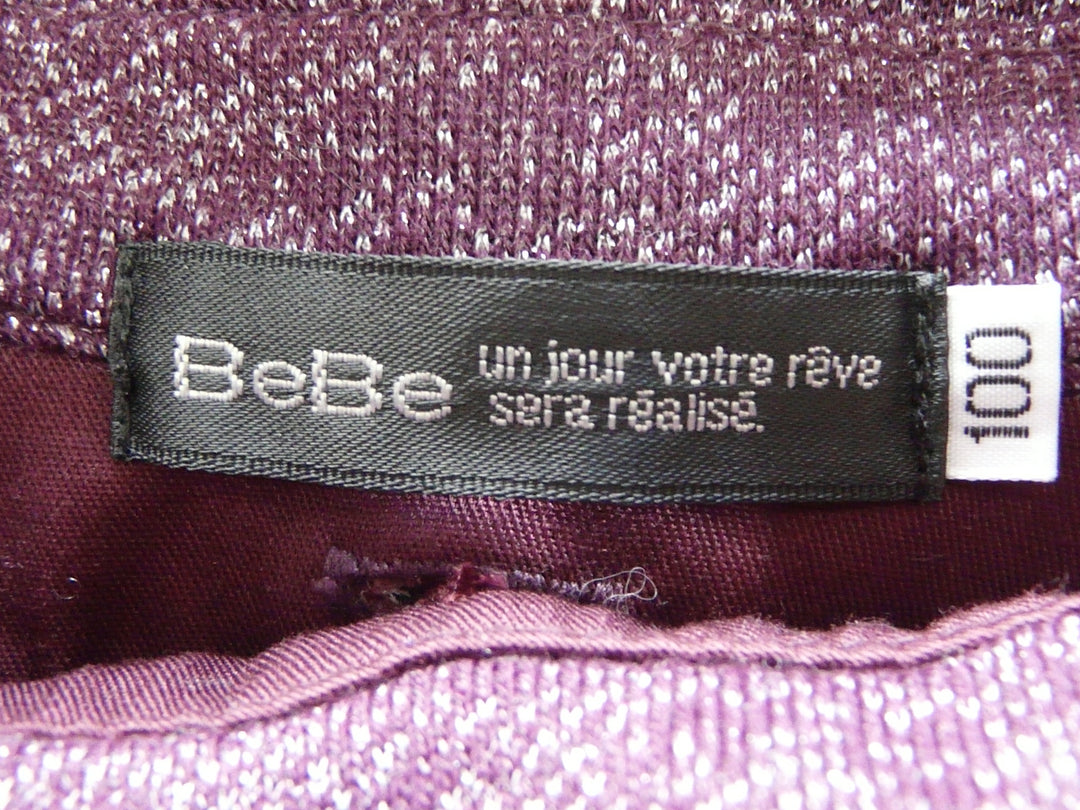 BeBe
un jour votre rêve
sera réalisé.
100